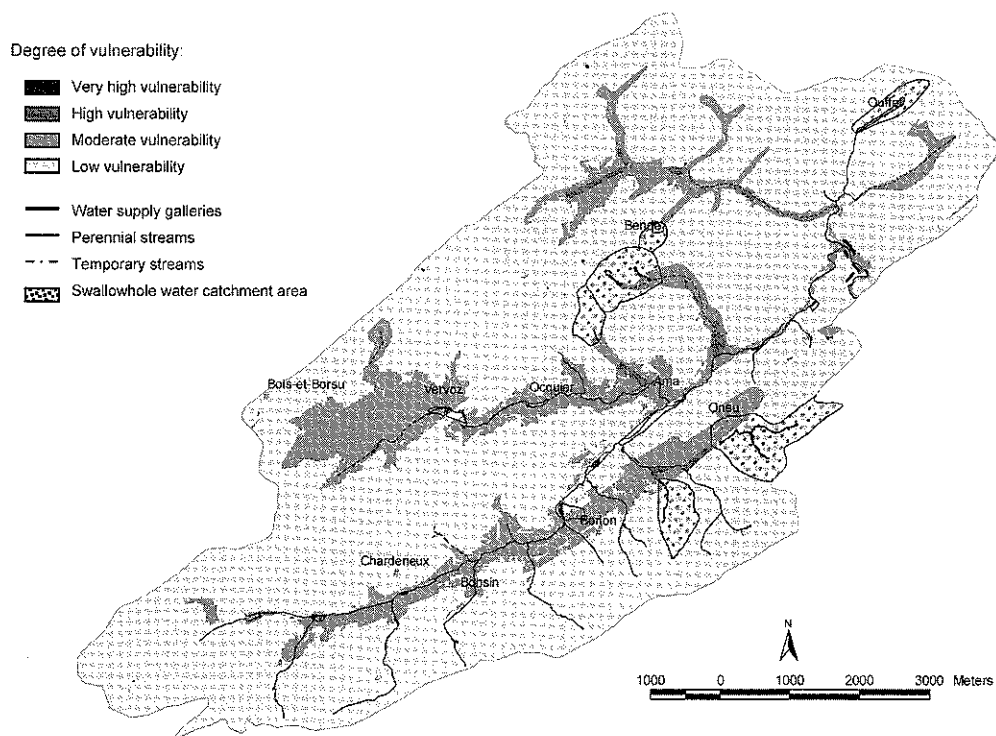 Degree of vulnerability:
Very high vulnerability
High vulnerability
Moderate vulnerability
Low vulnerability
Water supply galleries
Perennial streams
Temporary streams
Swallowhole water catchment area
Ouffet
Bende
Bois-et-Borsu
Vervoz
Ocquier
Ama
Oneu
Borlon
Chardeneux
Bonsin
N
1000 0 1000 2000 3000 Meters